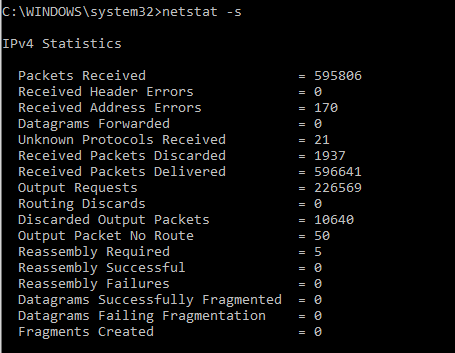 C:\WINDOWS\system32>netstat -s
IPv4 Statistics
Packets Received = 595806
Received Header Errors = 0
Received Address Errors = 170
Datagrams Forwarded = 0
Unknown Protocols Received = 21
Received Packets Discarded = 1937
Received Packets Delivered = 596641
Output Requests = 226569
Routing Discards = 0
Discarded Output Packets = 10640
Output Packet No Route = 50
Reassembly Required = 5
Reassembly Successful = 0
Reassembly Failures = 0
Datagrams Successfully Fragmented = 0
Datagrams Failing Fragmentation = 0
Fragments Created = 0